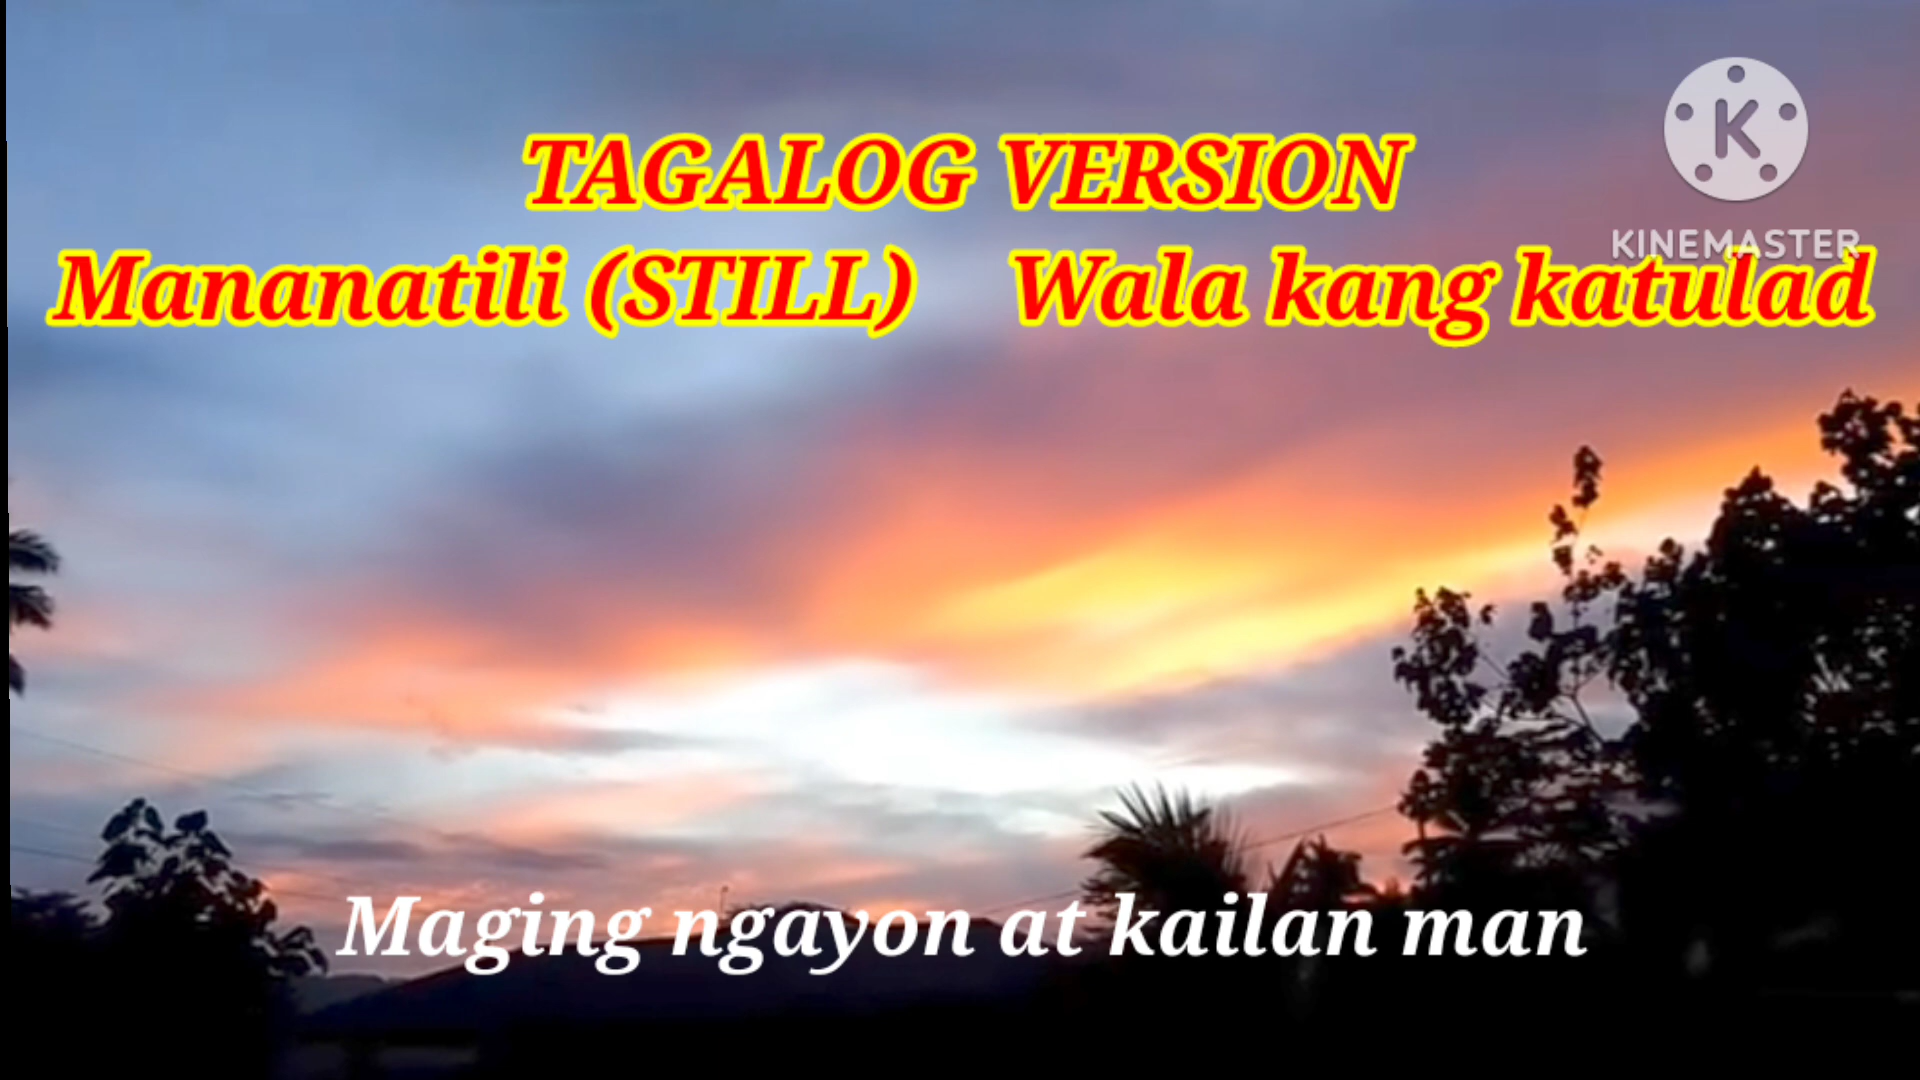 TAGALOG VERSION
Mananatili (STILL) Wala kang katulad
K
KINEMASTER
Maging ngayon at kailan man